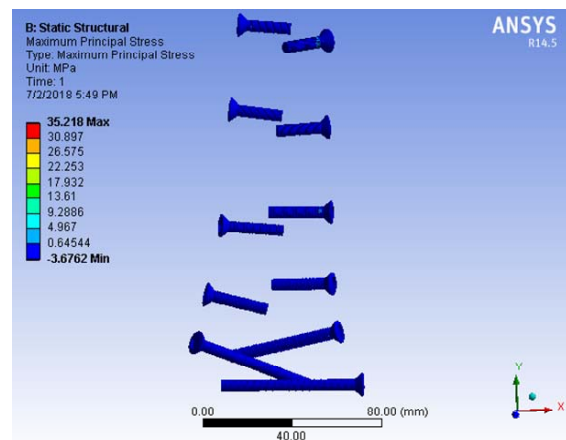 B: Static Structural
Maximum Principal Stress
Type: Maximum Principal Stress
Unit: MPa
Time: 1
7/2/2018 5:49 PM
35.218 Max
30.897
26.575
22.253
17.932
13.61
9.2886
4.967
0.64544
-3.6762 Min
ANSYS
R14.5
0.00
80.00 (mm)
40.00
Y
X